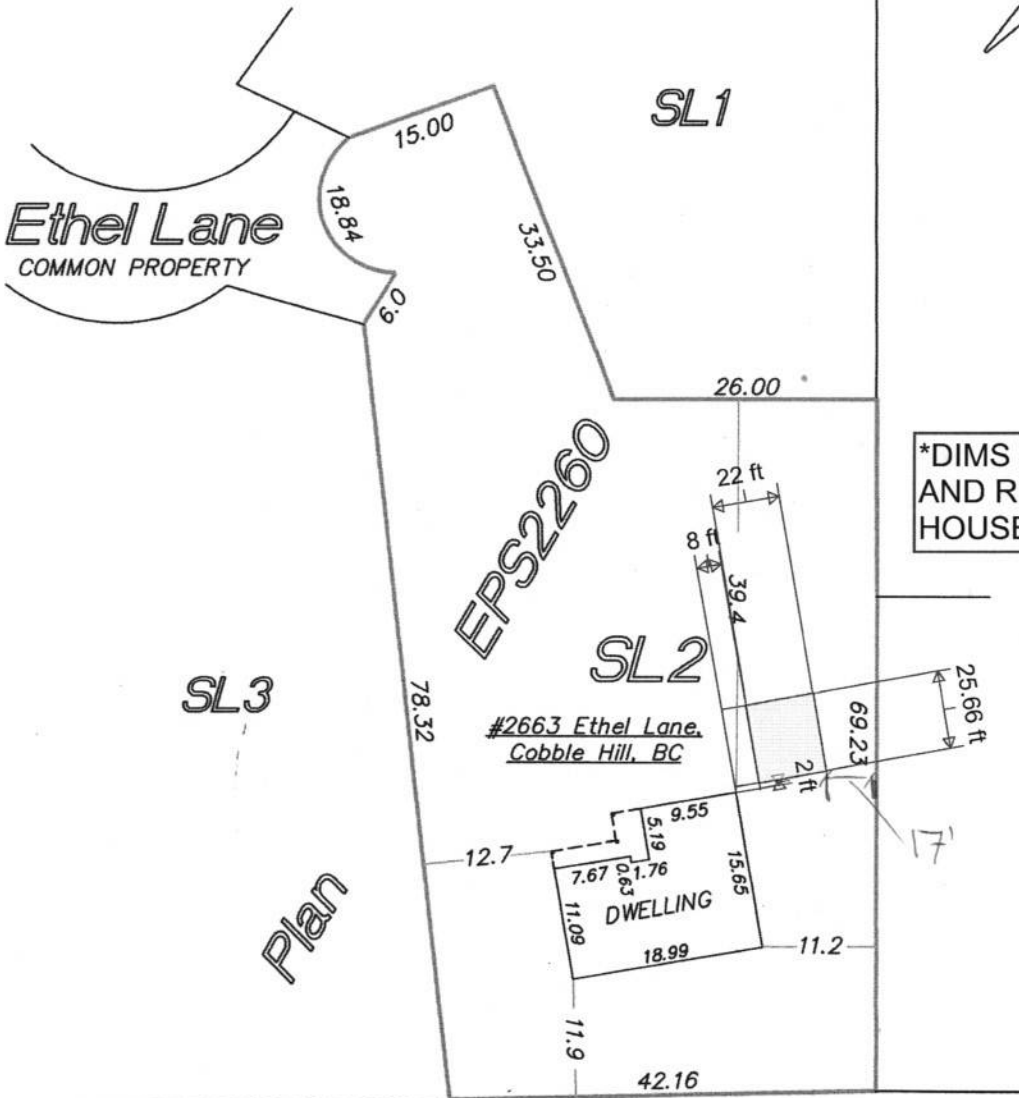 SL1
15.00
18.84
33.50
Ethel Lane
COMMON PROPERTY
6.0
26.00
*DIMS
AND R
HOUSE
EPS2260
22 ft
8 ft
39.4
SL2
SL3
78.32
#2663 Ethel Lane,
Cobble Hill, BC
69.23
25.66 ft
2 ft
17'
9.55
5.19
12.7
7.67
0.63
1.76
15.65
DWELLING
11.09
18.99
11.2
Plan
11.9
42.16